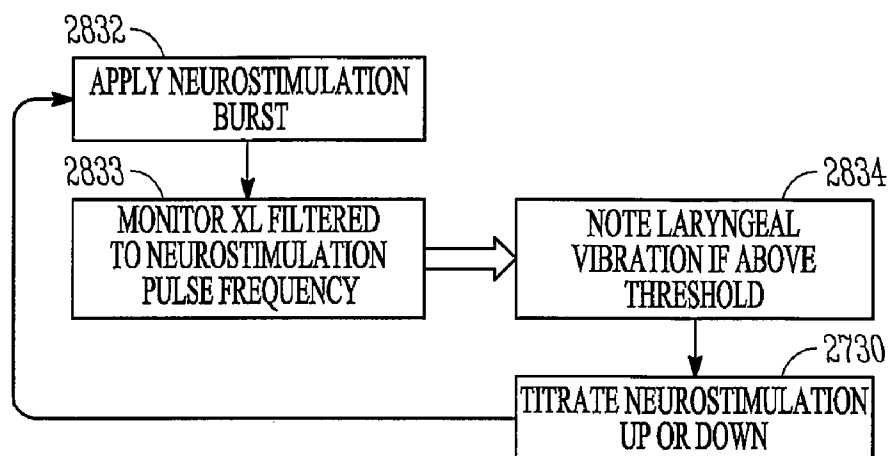 2832
APPLY NEUROSTIMULATION
BURST
2833
MONITOR XL FILTERED
TO NEUROSTIMULATION
PULSE FREQUENCY
2834
NOTE LARYNGEAL
VIBRATION IF ABOVE
THRESHOLD
2730
TITRATE NEUROSTIMULATION
UP OR DOWN